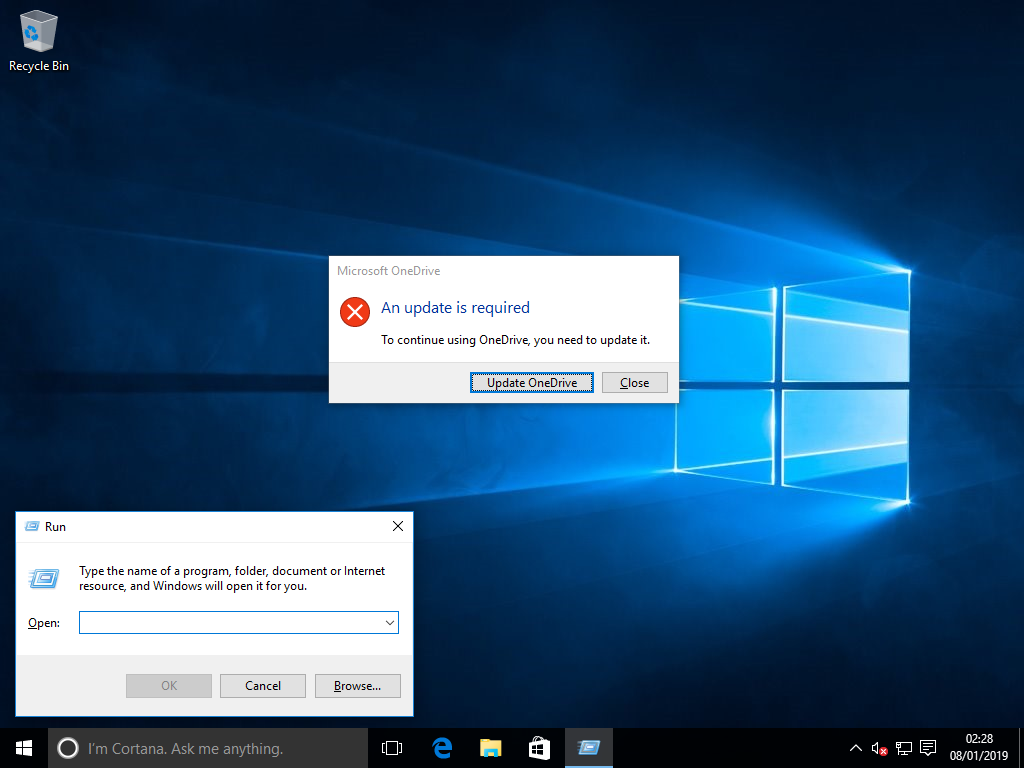 Recycle Bin
Microsoft OneDrive
An update is required
To continue using OneDrive, you need to update it.
Update OneDrive
Close
Run
Type the name of a program, folder, document or Internet
resource, and Windows will open it for you.
Open:
OK
Cancel
Browse...
I'm Cortana. Ask me anything.
02:28
08/01/2019